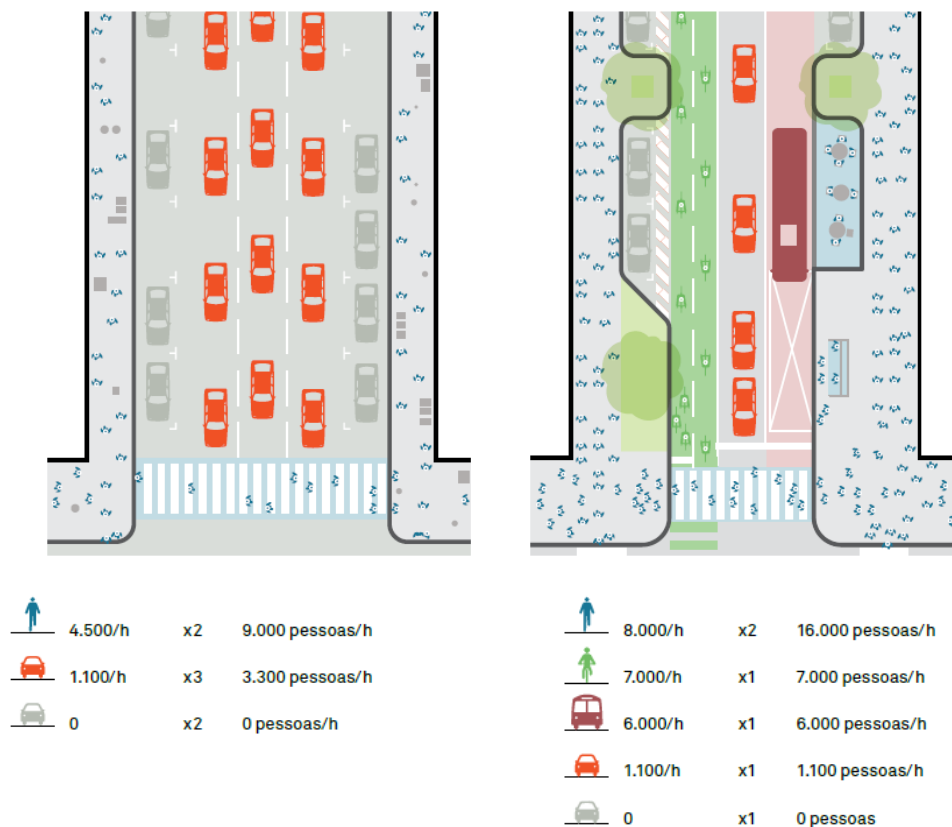 4.500/h x2 9.000 pessoas/h
1.100/h x3 3.300 pessoas/h
0 x2 0 pessoas/h
8.000/h x2 16.000 pessoas/h
7.000/h x1 7.000 pessoas/h
6.000/h x1 6.000 pessoas/h
1.100/h x1 1.100 pessoas/h
0 x1 0 pessoas